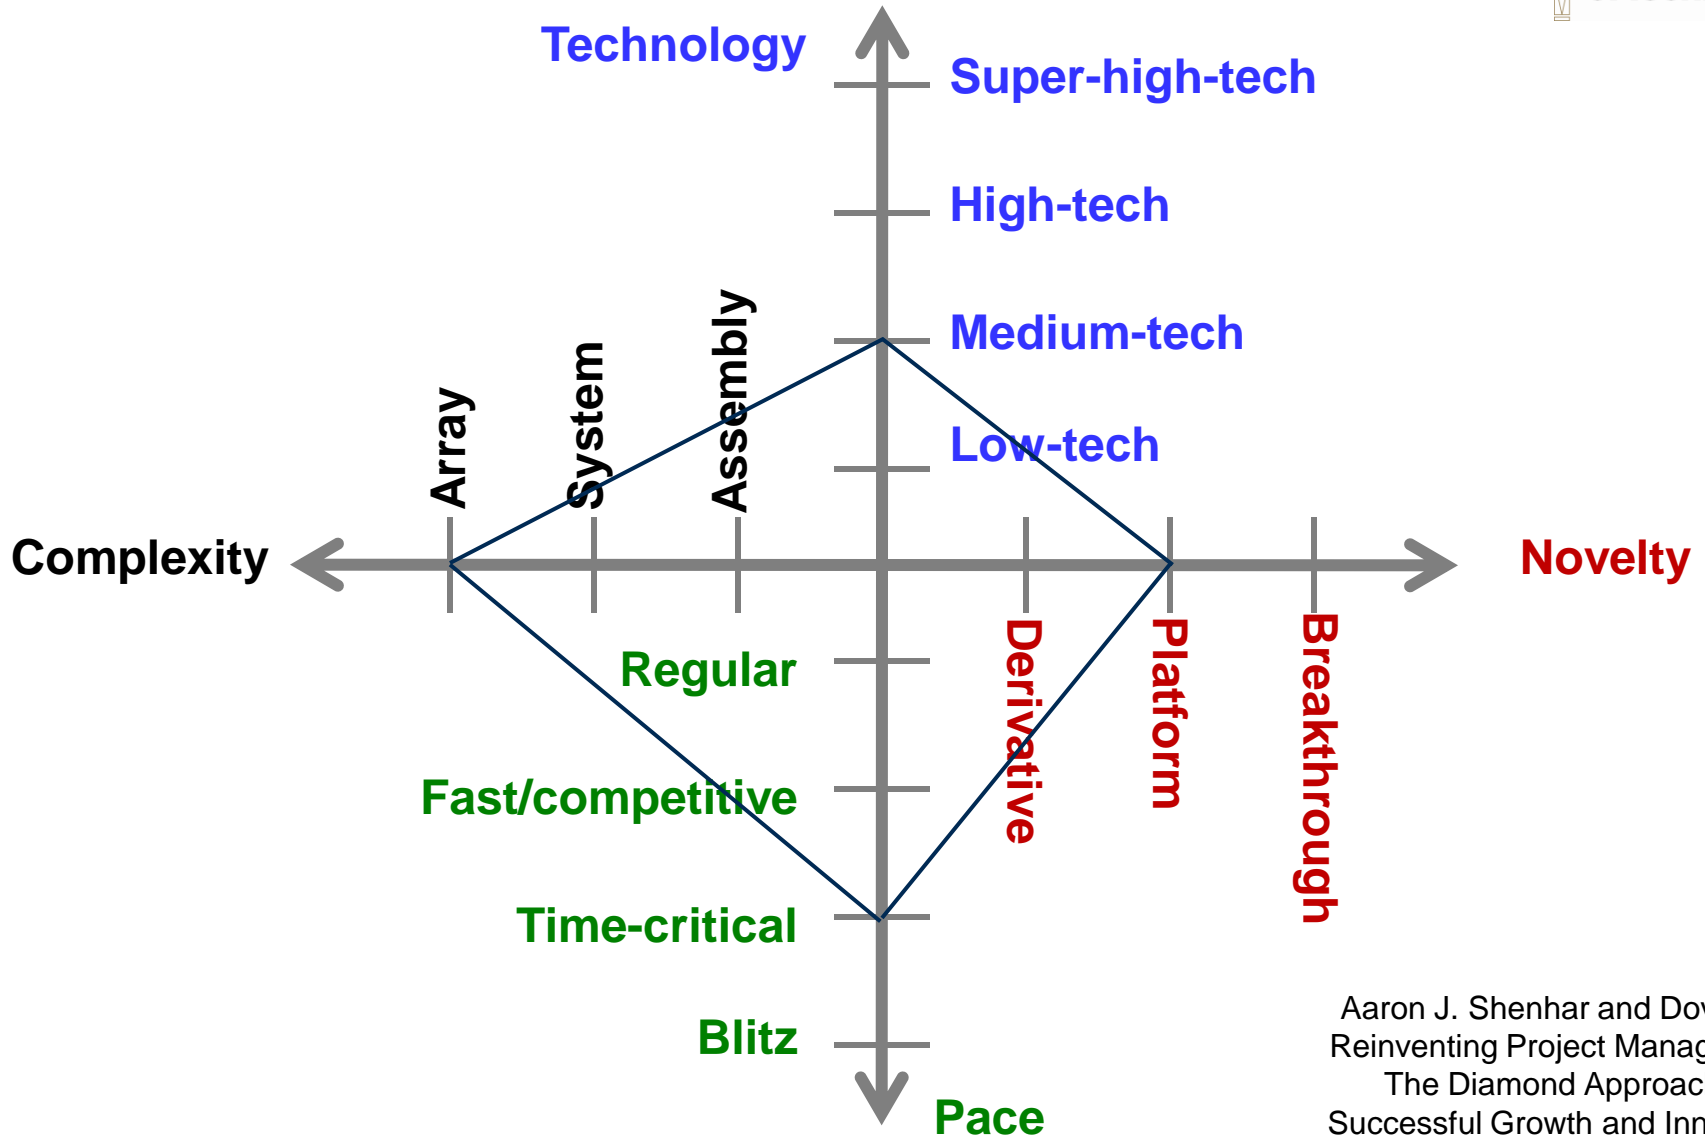 Technology
Super-high-tech
High-tech
Medium-tech
Low-tech
Array
System
Assembly
Complexity
Novelty
Derivative
Platform
Breakthrough
Regular
Fast/competitive
Time-critical
Blitz
Pace
Aaron J. Shenhar and
Reinventing Project
The Diamond
Successful Growth and